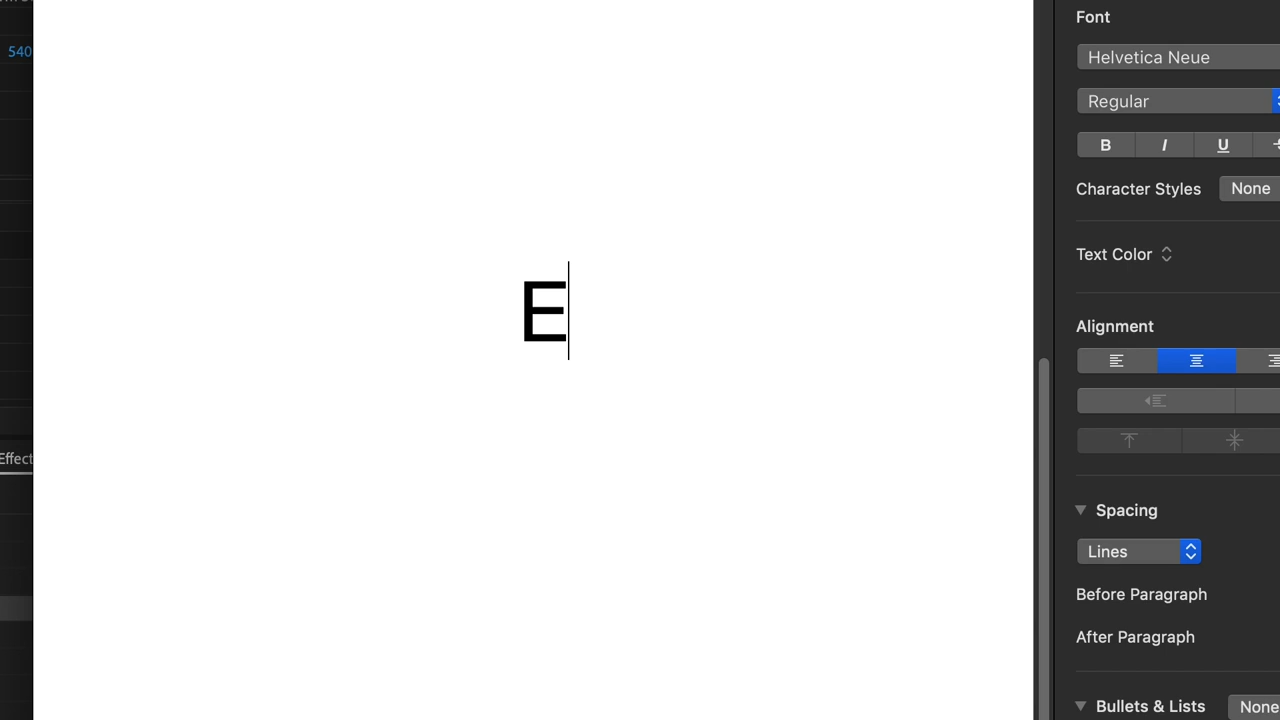 540
Effect
E
Font
Helvetica Neue
Regular
B I U
Character Styles None
Text Color
Alignment
Spacing
Lines
Before Paragraph
After Paragraph
Bullets & Lists None